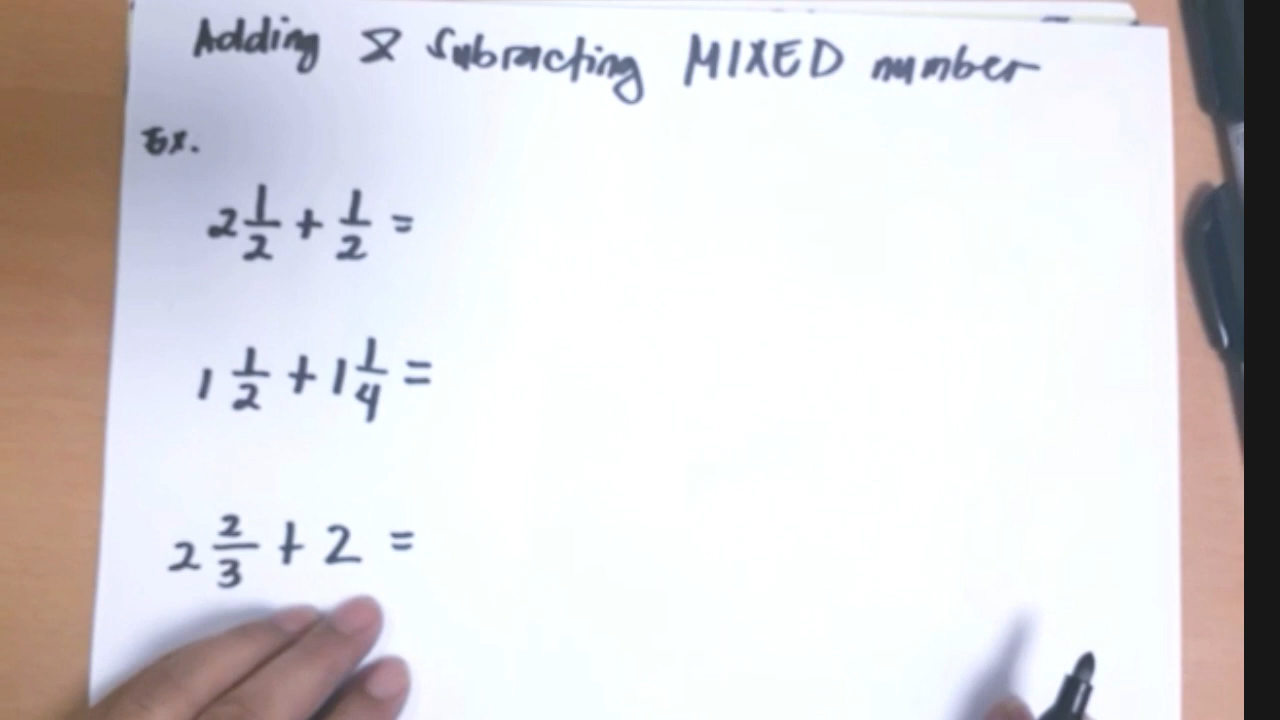 Adding & Subracting MIXED number
Ex.
2 1/2 + 1/2 =
1 1/2 + 1 1/4 =
2 2/3 + 2 =